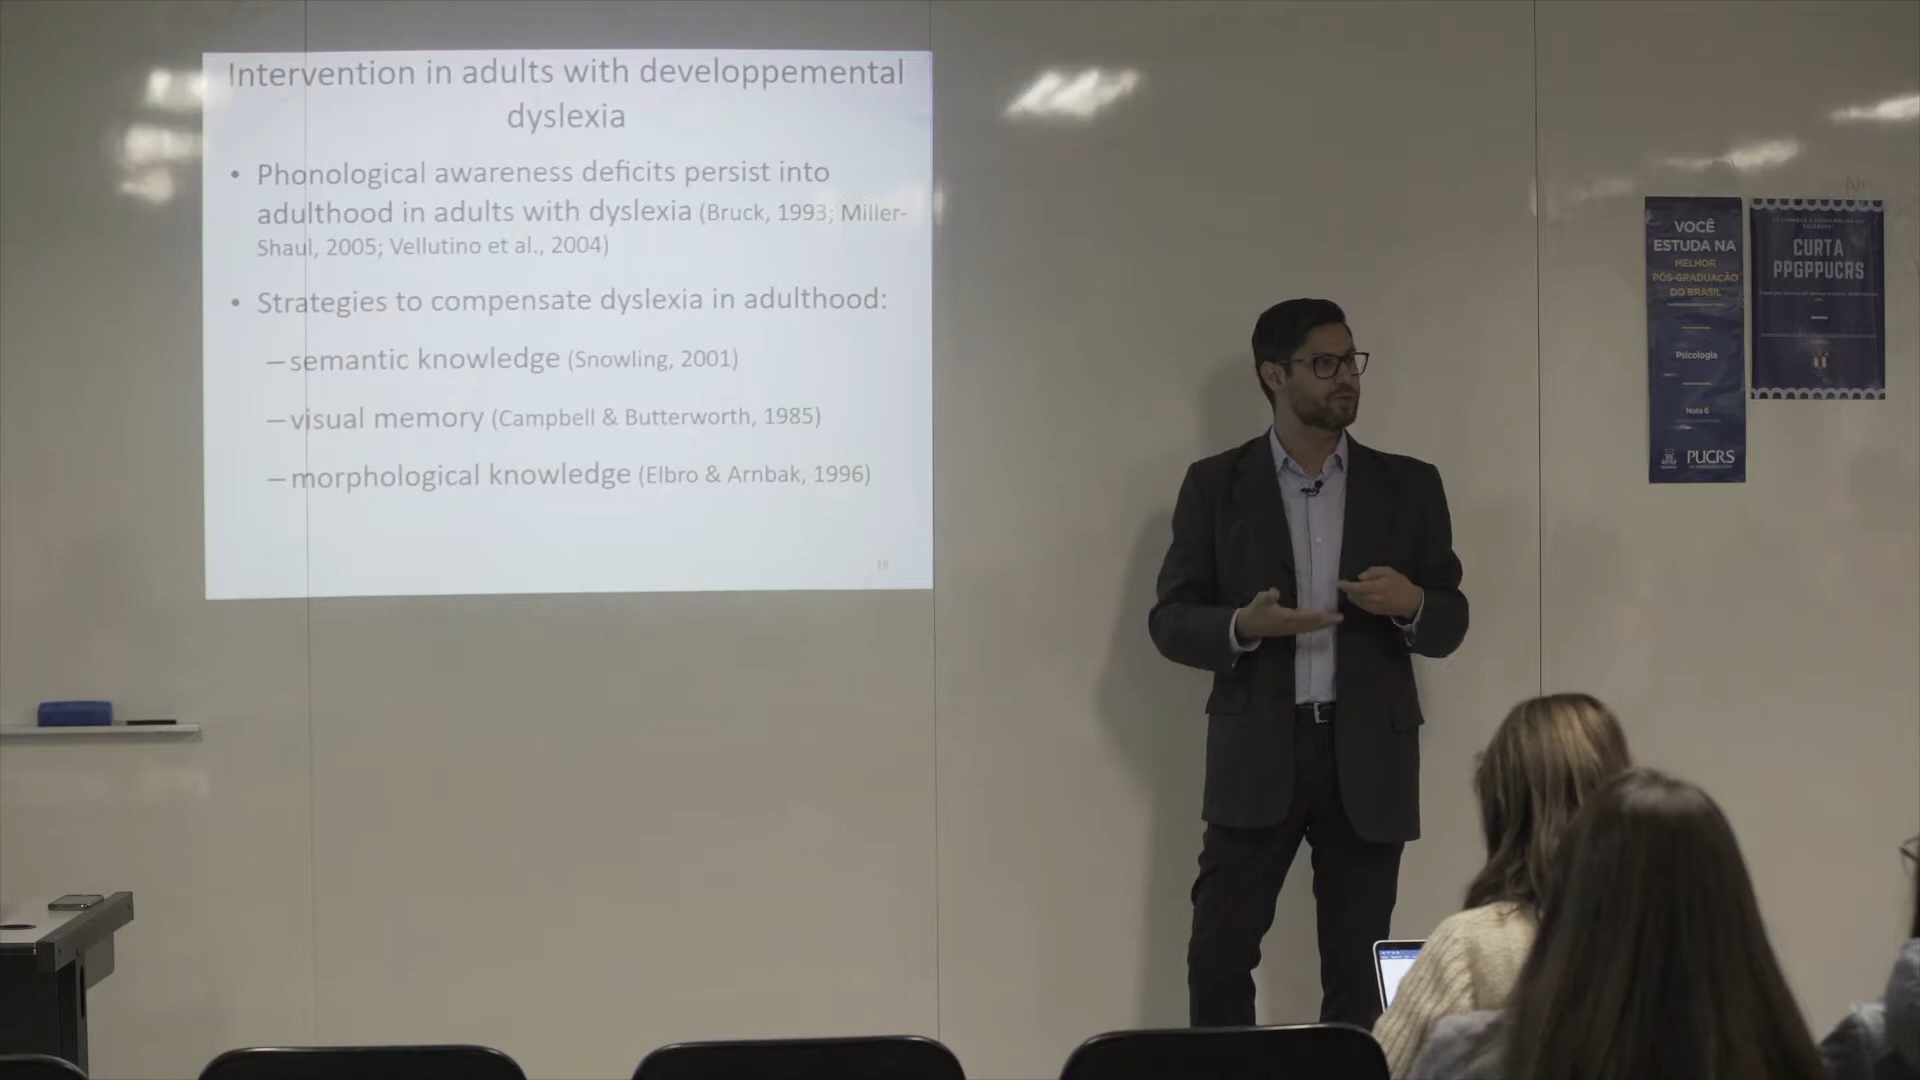 Intervention in adults with developpemental
dyslexia
• Phonological awareness deficits persist into
adulthood in adults with dyslexia (Bruck, 1993; Miller-
Shaul, 2005; Vellutino et al., 2004)
• Strategies to compensate dyslexia in adulthood:
– semantic knowledge (Snowling, 2001)
– visual memory (Campbell & Butterworth, 1985)
– morphological knowledge (Elbro & Arnbak, 1996)
VOCÊ
ESTUDA NA
MELHOR
PÓS-GRADUAÇÃO
DO BRASIL
Psicologia
Nota 6
PUCRS
CURTA
PPGPPUCRS